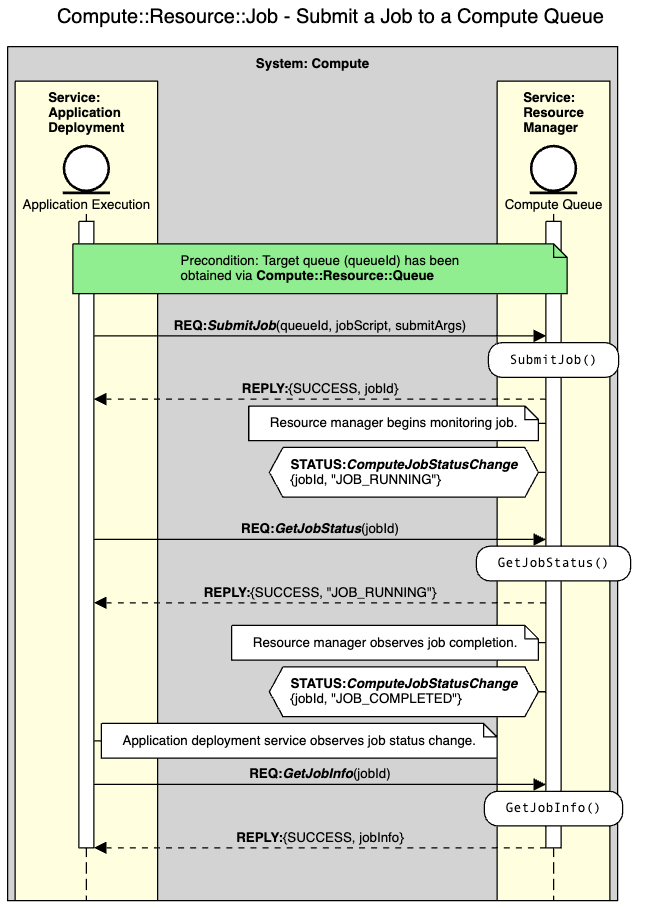 Compute::Resource::Job - Submit a Job to a Compute Queue
System: Compute
Service:
Application
Deployment
Service:
Resource
Manager
Application Execution
Compute Queue
Precondition: Target queue (queueId) has been
obtained via Compute::Resource::Queue
REQ:SubmitJob(queueId, jobScript, submitArgs)
SubmitJob()
REPLY:{SUCCESS, jobId}
Resource manager begins monitoring job.
STATUS:ComputeJobStatusChange
{jobId, "JOB_RUNNING"}
REQ:GetJobStatus(jobId)
GetJobStatus()
REPLY:{SUCCESS, "JOB_RUNNING"}
Resource manager observes job completion.
STATUS:ComputeJobStatusChange
{jobId, "JOB_COMPLETED"}
Application deployment service observes job status change.
REQ:GetJobInfo(jobId)
GetJobInfo()
REPLY:{SUCCESS, jobInfo}